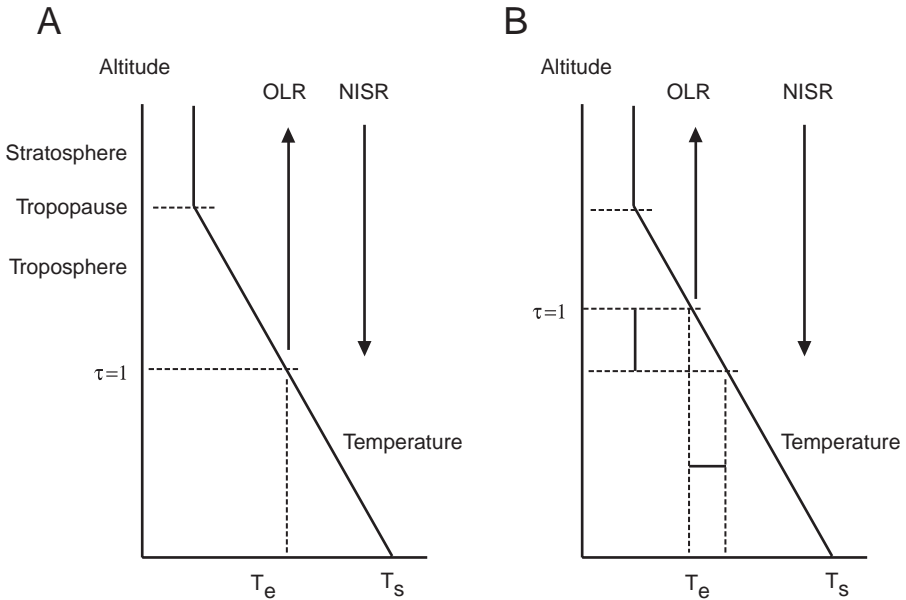 A
Altitude
OLR NISR
Stratosphere
Tropopause
Troposphere
τ=1
Temperature
Te Ts
B
Altitude
OLR NISR
τ=1
Temperature
Te Ts